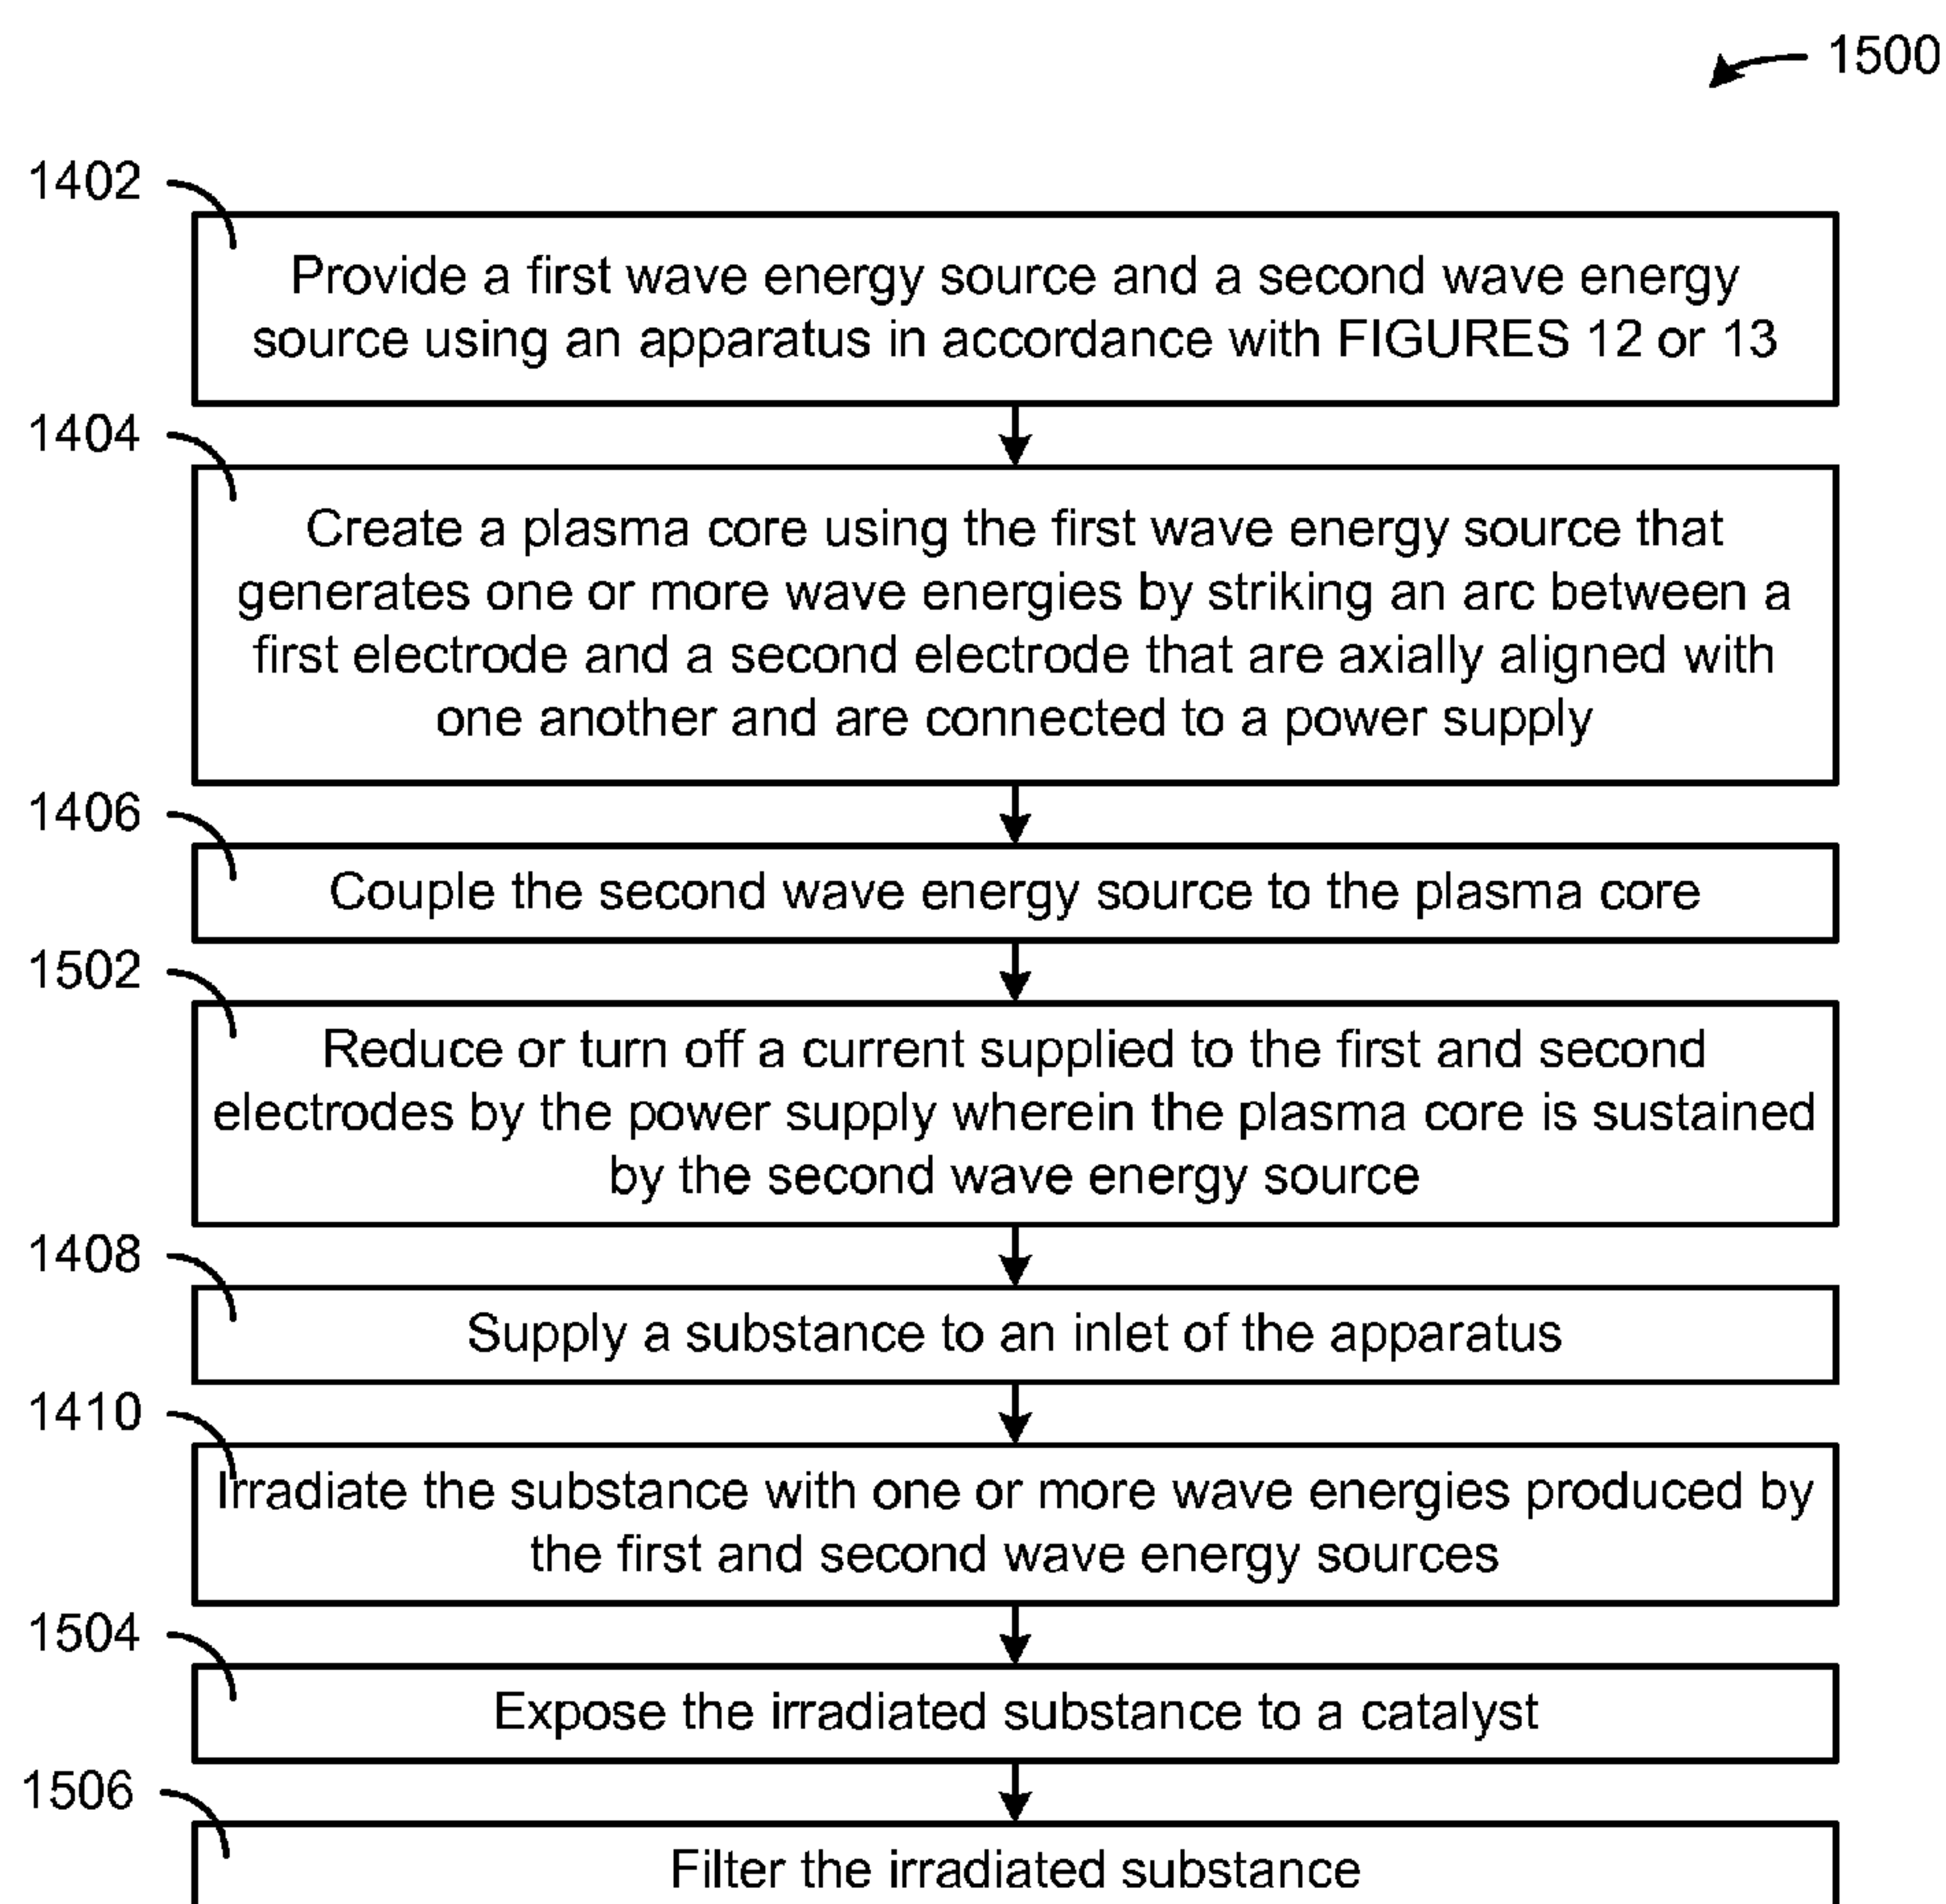 1500
1402
Provide a first wave energy source and a second wave energy
source using an apparatus in accordance with FIGURES 12 or 13
1404
Create a plasma core using the first wave energy source that
generates one or more wave energies by striking an arc between a
first electrode and a second electrode that are axially aligned with
one another and are connected to a power supply
1406
Couple the second wave energy source to the plasma core
1502
Reduce or turn off a current supplied to the first and second
electrodes by the power supply wherein the plasma core is sustained
by the second wave energy source
1408
Supply a substance to an inlet of the apparatus
1410
Irradiate the substance with one or more wave energies produced by
the first and second wave energy sources
1504
Expose the irradiated substance to a catalyst
1506
Filter the irradiated substance